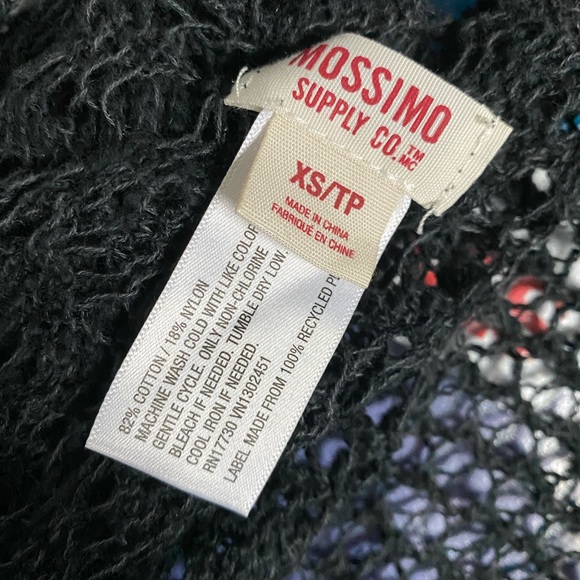 MOSSIMO
SUPPLY CO.™ MC
XS/TP
MADE IN CHINA
FABRIQUÉ EN CHINE
82% COTTON/ 18% NYLON
MACHINE WASH COLD WITH LIKE COLOR
GENTLE CYCLE. ONLY NON-CHLORINE
BLEACH IF NEEDED. TUMBLE DRY LOW.
COOL IRON IF NEEDED.
RN17730 VN1302451
LABEL MADE FROM 100% RECYCLED